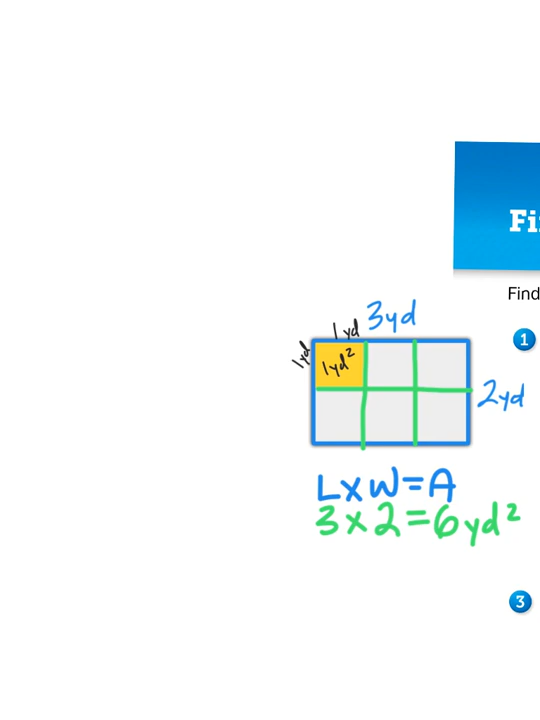 Fi
Find
1
3yd
1yd
1yd
1yd²
2yd
L x W = A
3 x 2 = 6yd²
3